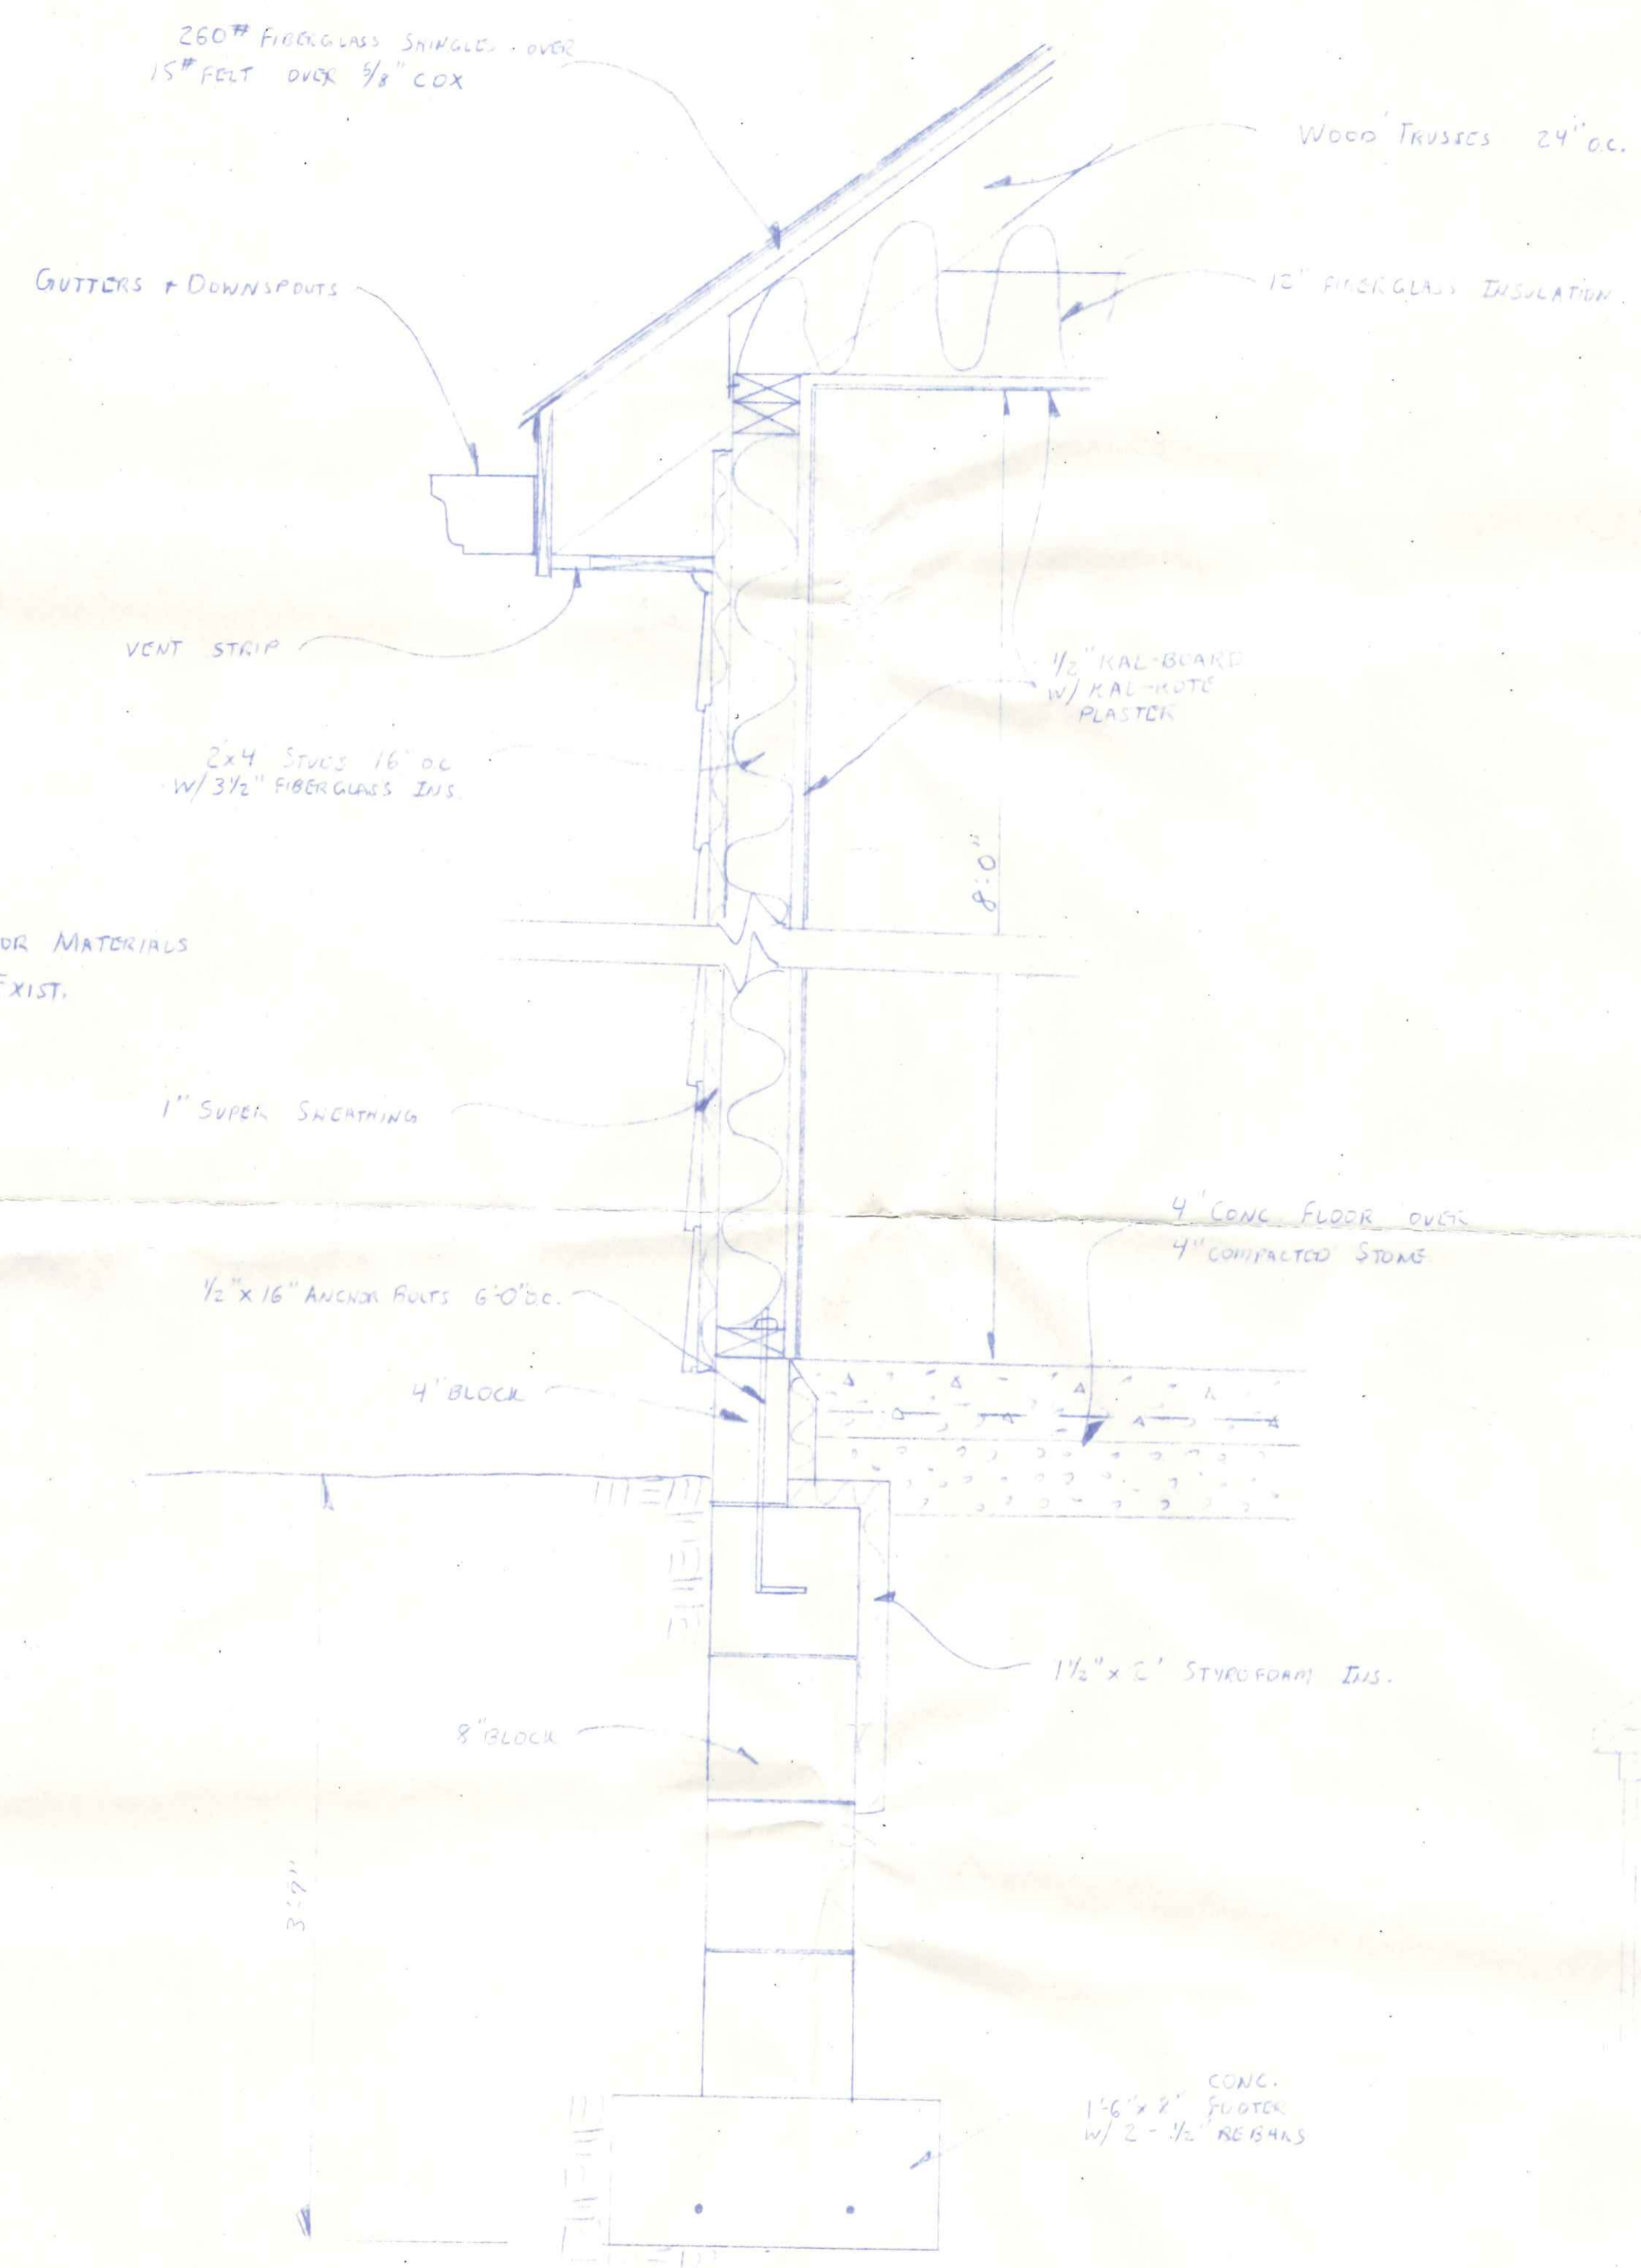 260# FIBERGLASS SHINGLES OVER
15# FELT OVER 5/8" CDX
WOOD TRUSSES 24" O.C.
GUTTERS + DOWNSPOUTS
12" FIBERGLASS INSULATION
VENT STRIP
1/2" KAL-BOARD
W/ KAL-KOTE
PLASTER
2x4 STUDS 16" OC
W/ 3 1/2" FIBERGLASS INS.
8'-0"
OR MATERIALS
EXIST.
1" SUPER SHEATHING
4" CONC FLOOR OVER
4" COMPACTED STONE
1/2" x 16" ANCHOR BOLTS 6'-0" O.C.
4" BLOCK
1 1/2" x 2' STYROFOAM INS.
8" BLOCK
CONC.
1'-6" x 8" FOOTER
W/ 2 - 1/2" REBARS